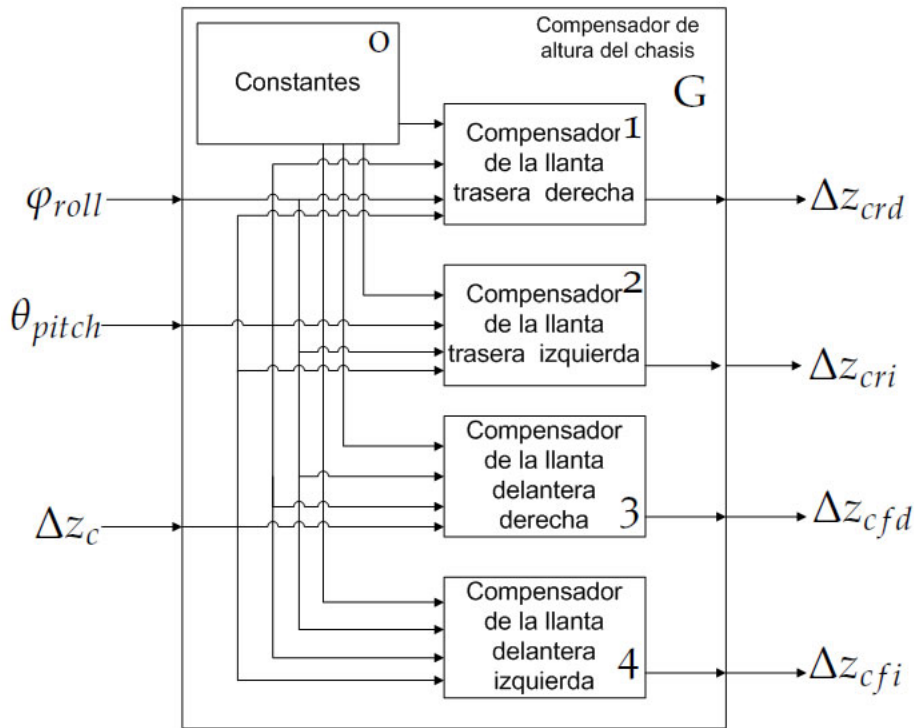 Compensador de
altura del chasis
G
0
Constantes
1
Compensador
de la llanta
trasera derecha
φroll
Δzcrd
2
Compensador
de la llanta
trasera izquierda
θpitch
Δzcri
Compensador
de la llanta
delantera
derecha
3
Δzc
Δzcfd
Compensador
de la llanta
delantera
izquierda
4
Δzcfi